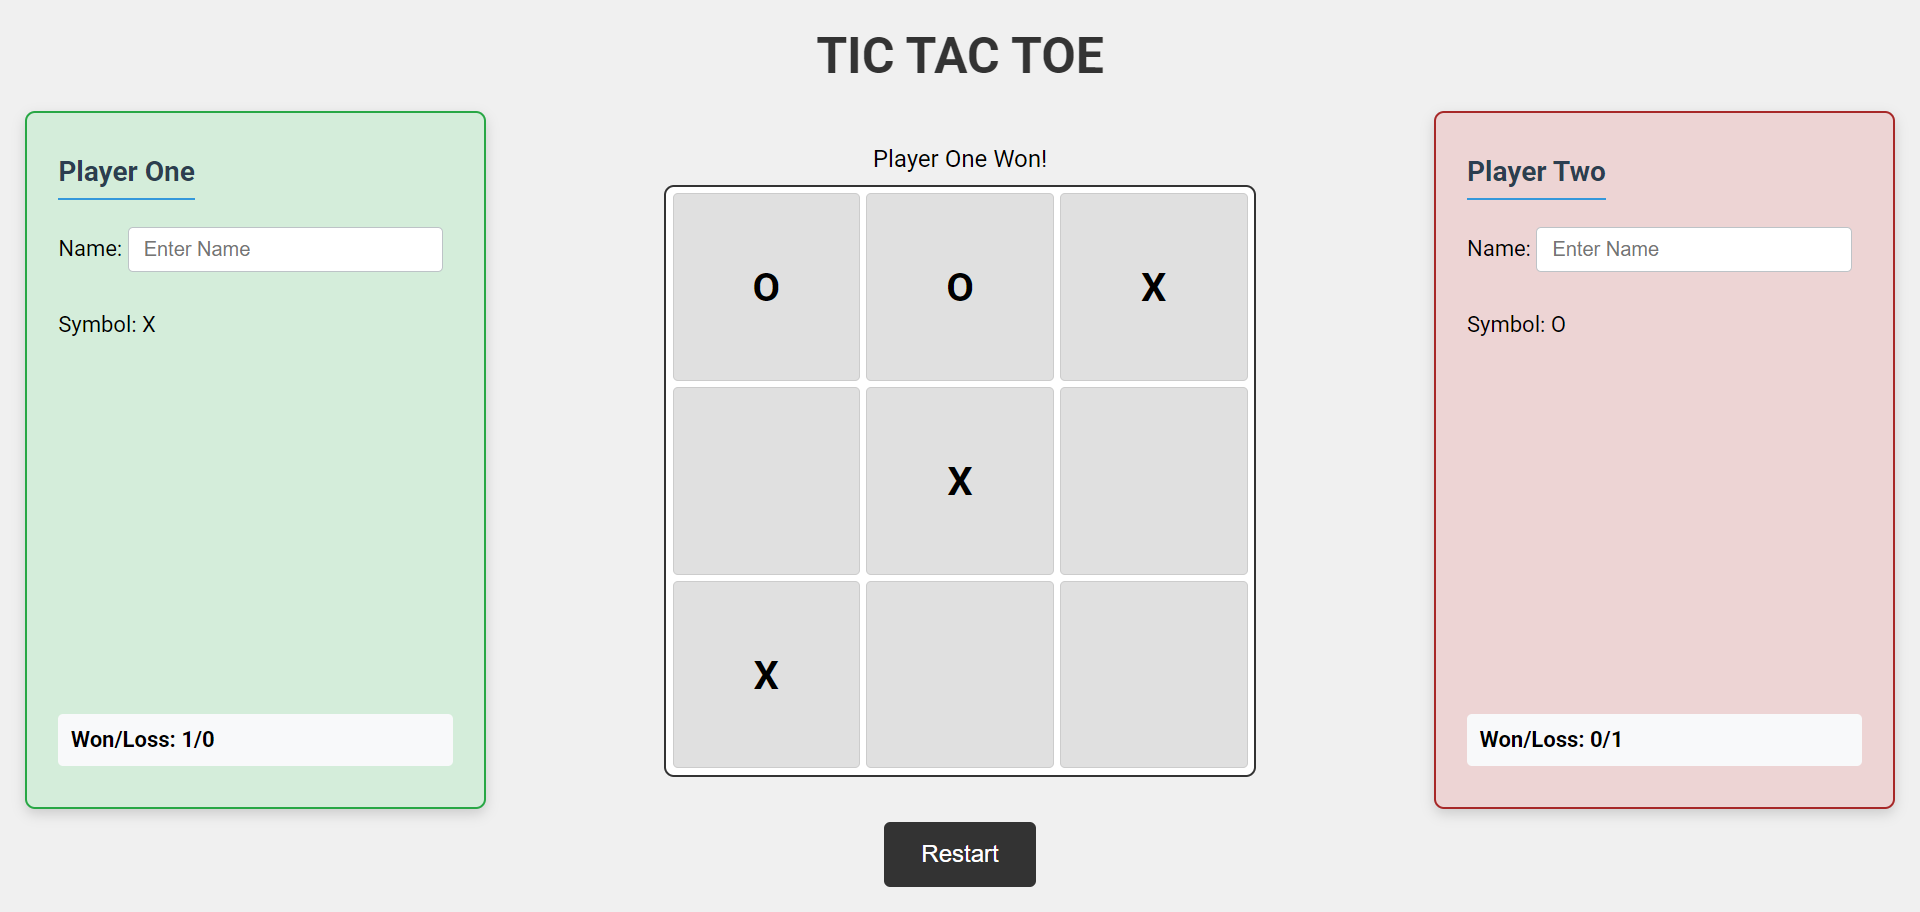 TIC TAC TOE
Player One
Name: Enter Name
Symbol: X
Won/Loss: 1/0
Player One Won!
O O X
X
X
Restart
Player Two
Name: Enter Name
Symbol: O
Won/Loss: 0/1